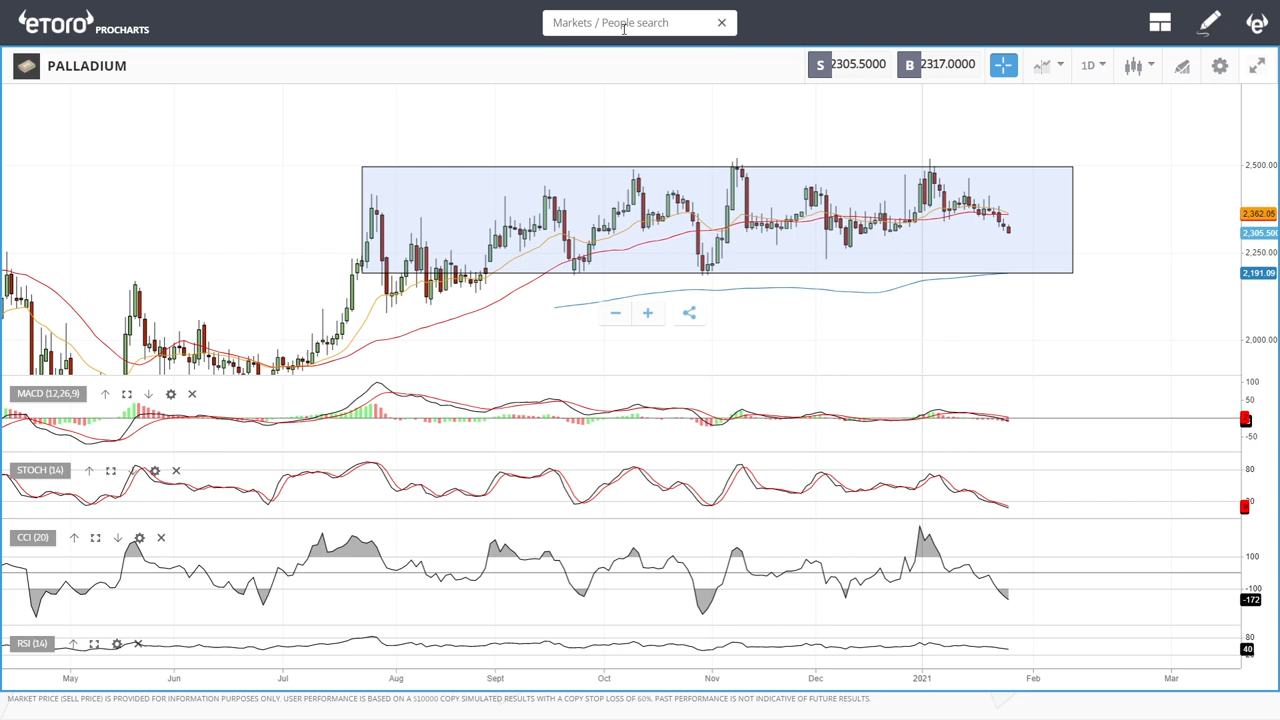 eToro PROCHARTS
Markets / People search
PALLADIUM
S 2305.5000 B 2317.0000 1D
2,500.00
2,362.05
2,305.500
2,250.00
2,191.09
2,000.00
MACD (12,26,9)
100
50
-50
STOCH (14)
80
20
CCI (20)
100
-100
-172
RSI (14)
80
40
May Jun Jul Aug Sept Oct Nov Dec 2021 Feb Mar
MARKET PRICE (SELL PRICE) IS PROVIDED FOR INFORMATION PURPOSES ONLY. USER PERFORMANCE IS BASED ON A $10000 COPY SIMULATED RESULTS WITH A COPY STOP LOSS OF 60%. PAST PERFORMANCE IS NOT INDICATIVE OF FUTURE RESULTS.